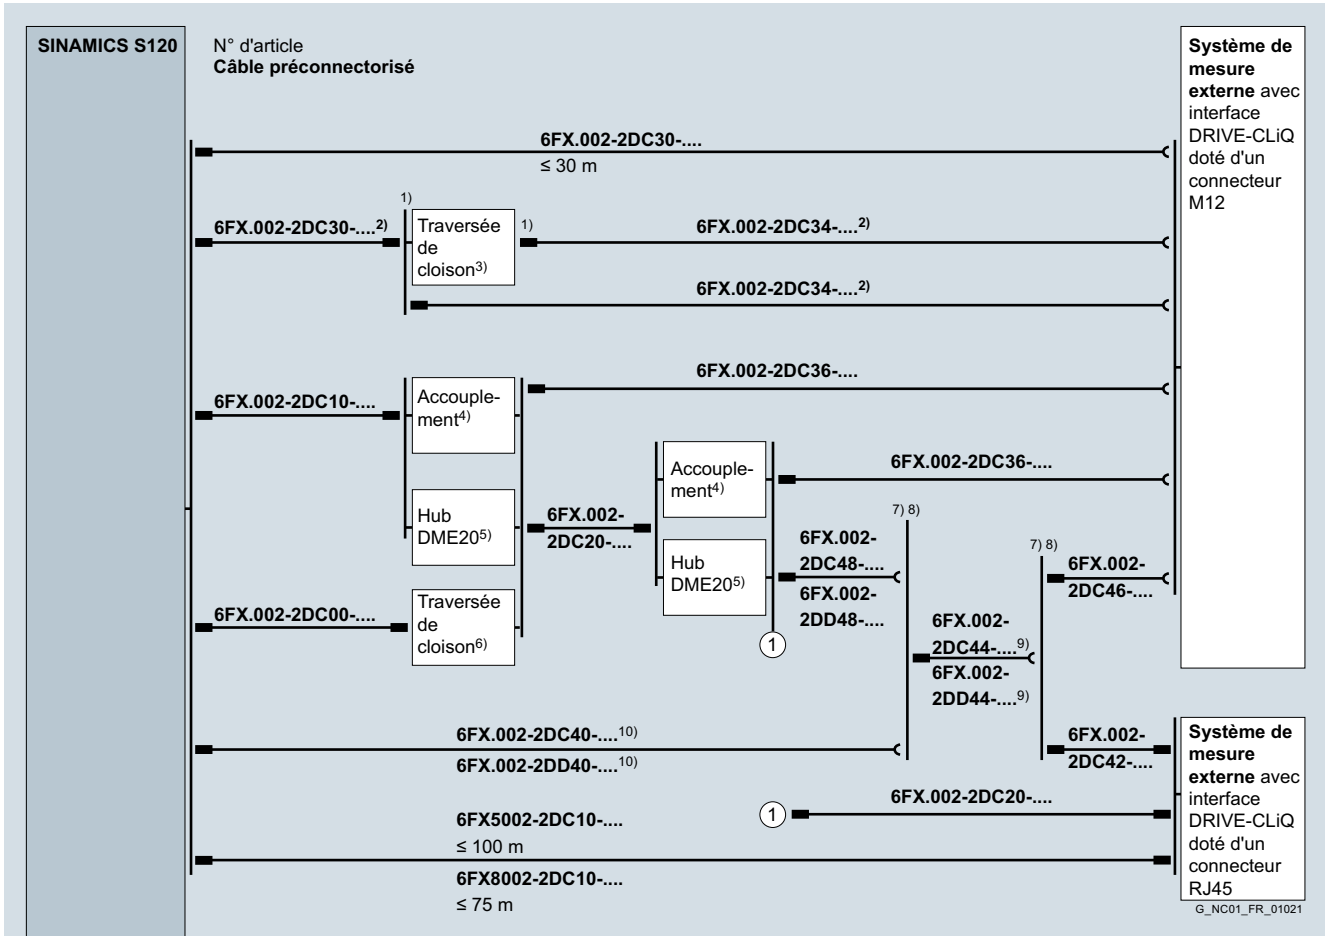 SINAMICS S120
N° d'article
Câble préconnectorisé
Système de
mesure
externe avec
interface
DRIVE-CLiQ
doté d'un
connecteur
M12
6FX.002-2DC30-....
≤ 30 m
1)
6FX.002-2DC30-....2)
Traversée
de
cloison3)
1)
6FX.002-2DC34-....2)
6FX.002-2DC34-....2)
6FX.002-2DC36-....
6FX.002-2DC10-....
Accouple-
ment4)
Accouple-
ment4)
6FX.002-2DC36-....
Hub
DME205)
6FX.002-
2DC20-....
7) 8)
6FX.002-
2DC48-....
Hub
DME205)
6FX.002-
2DD48-....
7) 8)
6FX.002-
2DC46-....
6FX.002-2DC00-....
Traversée
de
cloison6)
1
6FX.002-
2DC44-....9)
6FX.002-
2DD44-....9)
6FX.002-2DC40-....10)
6FX.002-2DD40-....10)
6FX.002-
2DC42-....
Système de
mesure
externe avec
interface
DRIVE-CLiQ
doté d'un
connecteur
RJ45
6FX.002-2DC20-....
1
6FX5002-2DC10-....
≤ 100 m
6FX8002-2DC10-....
≤ 75 m
G_NC01_FR_01021